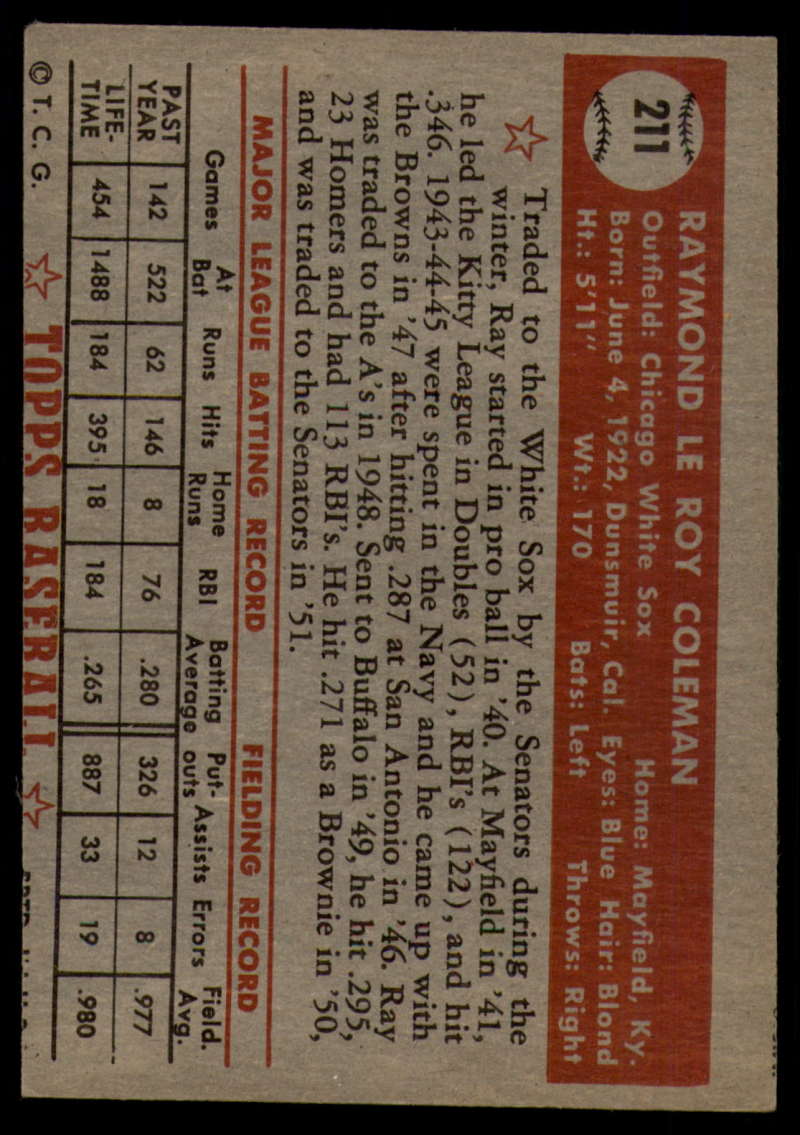 211
RAYMOND LE ROY COLEMAN
Outfield: Chicago White Sox Home: Mayfield, Ky.
Born: June 4, 1922, Dunsmuir, Cal. Eyes: Blue Hair: Blond
Ht.: 5'11" Wt.: 170 Bats: Left Throws: Right
Traded to the White Sox by the Senators during the
winter, Ray started in pro ball in '40. At Mayfield in '41,
he led the Kitty League in Doubles (52), RBI's (122), and hit
.346. 1943-44-45 were spent in the Navy and he came up with
the Browns in '47 after hitting .287 at San Antonio in '46. Ray
was traded to the A's in 1948. Sent to Buffalo in '49, he hit .295,
23 Homers and had 113 RBI's. He hit .271 as a Brownie in '50,
and was traded to the Senators in '51.
MAJOR LEAGUE BATTING RECORD FIELDING RECORD
Games At Bat Runs Hits Home Runs RBI Batting Average Put-outs Assists Errors Field. Avg.
PAST YEAR 142 522 62 146 8 76 .280 326 12 8 .977
LIFE-TIME 454 1488 184 395 18 184 .265 887 33 19 .980
© T. C. G. TOPPS BASEBALL